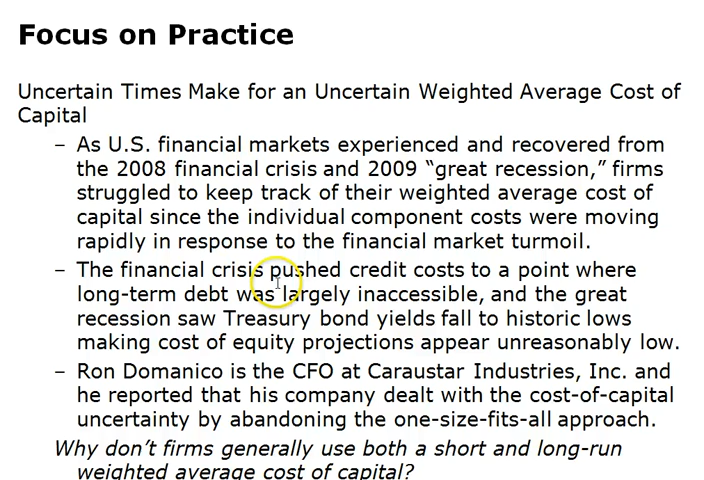 Focus on Practice
Uncertain Times Make for an Uncertain Weighted Average Cost of
Capital
– As U.S. financial markets experienced and recovered from
the 2008 financial crisis and 2009 “great recession,” firms
struggled to keep track of their weighted average cost of
capital since the individual component costs were moving
rapidly in response to the financial market turmoil.
– The financial crisis pushed credit costs to a point where
long-term debt was largely inaccessible, and the great
recession saw Treasury bond yields fall to historic lows
making cost of equity projections appear unreasonably low.
– Ron Domanico is the CFO at Caraustar Industries, Inc. and
he reported that his company dealt with the cost-of-capital
uncertainty by abandoning the one-size-fits-all approach.
Why don’t firms generally use both a short and long-run
weighted average cost of capital?